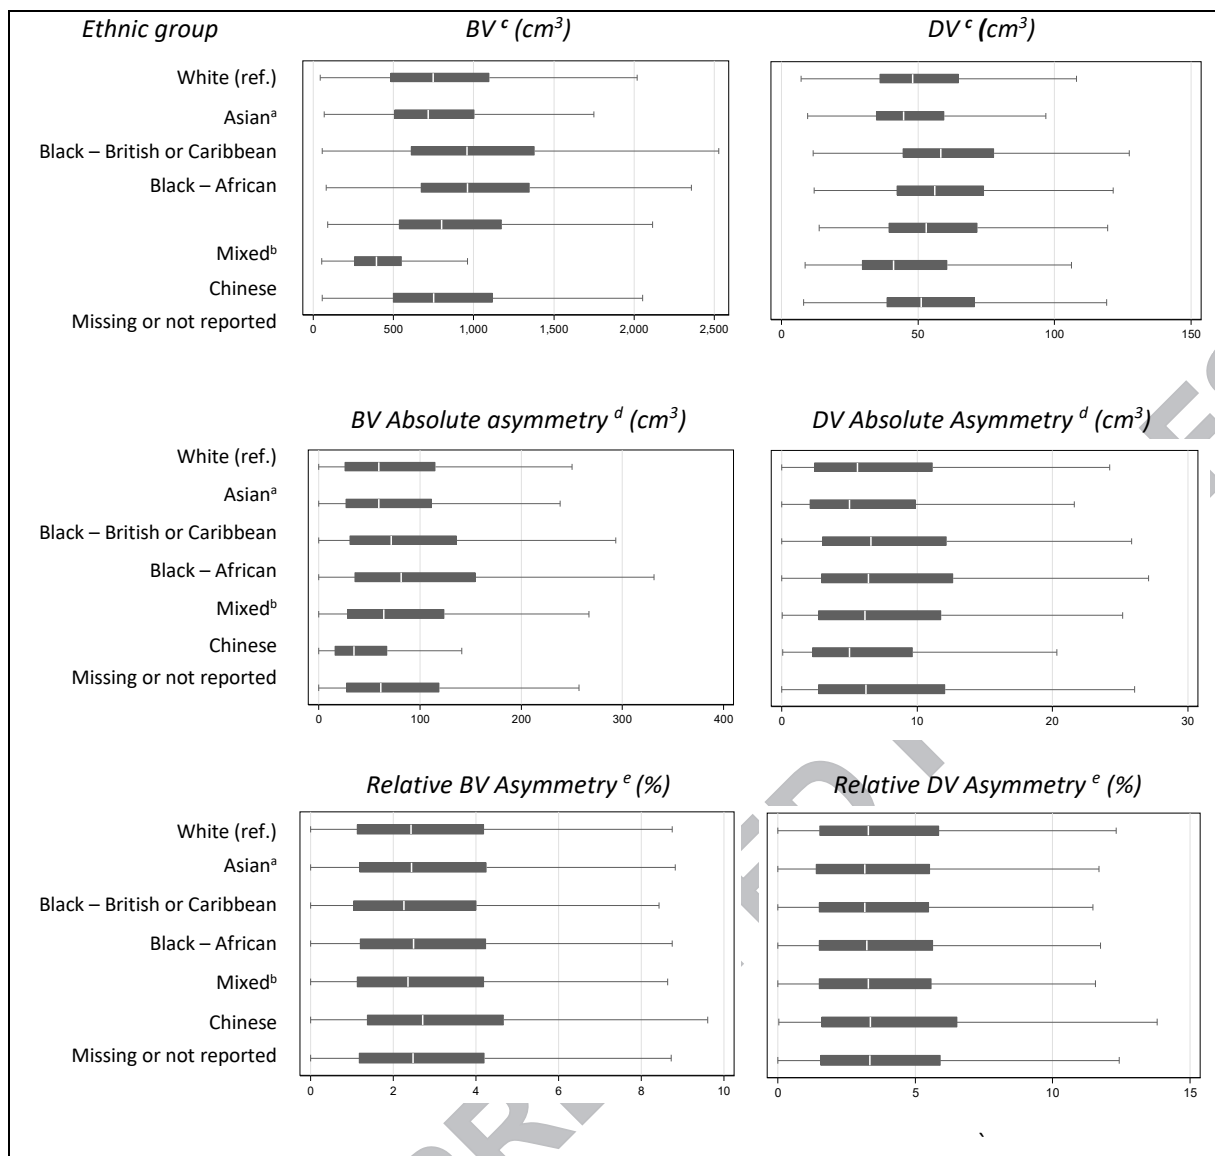 Ethnic group BV ᶜ (cm³) DV ᶜ (cm³)
White (ref.)
Asianᵃ
Black – British or Caribbean
Black – African
Mixedᵇ
Chinese
Missing or not reported
0 500 1,000 1,500 2,000 2,500
0 50 100 150
BV Absolute asymmetry ᵈ (cm³) DV Absolute Asymmetry ᵈ (cm³)
White (ref.)
Asianᵃ
Black – British or Caribbean
Black – African
Mixedᵇ
Chinese
Missing or not reported
0 100 200 300 400
0 10 20 30
Relative BV Asymmetry ᵉ (%) Relative DV Asymmetry ᵉ (%)
White (ref.)
Asianᵃ
Black – British or Caribbean
Black – African
Mixedᵇ
Chinese
Missing or not reported
0 2 4 6 8 10
0 5 10 15
`